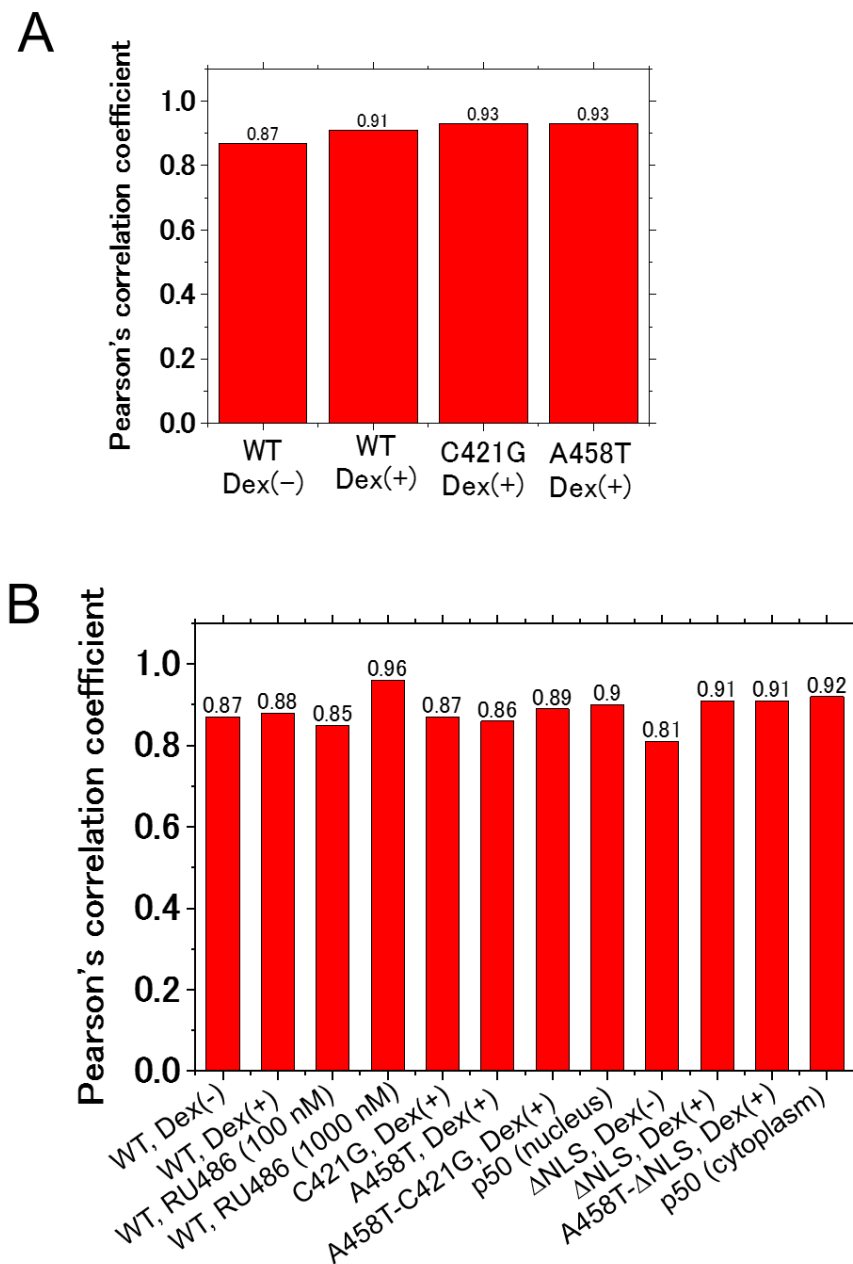 A
Pearson's correlation coefficient
1.0
0.8
0.6
0.4
0.2
0.0
0.87
0.91
0.93
0.93
WT
Dex(−)
WT
Dex(+)
C421G
Dex(+)
A458T
Dex(+)
B
Pearson's correlation coefficient
1.0
0.8
0.6
0.4
0.2
0.0
0.87
0.88
0.85
0.96
0.87
0.86
0.89
0.9
0.81
0.91
0.91
0.92
WT, Dex(-)
WT, Dex(+)
WT, RU486 (100 nM)
WT, RU486 (1000 nM)
C421G, Dex(+)
A458T, Dex(+)
A458T-C421G, Dex(+)
p50 (nucleus)
ΔNLS, Dex(-)
ΔNLS, Dex(+)
A458T-ΔNLS, Dex(+)
p50 (cytoplasm)